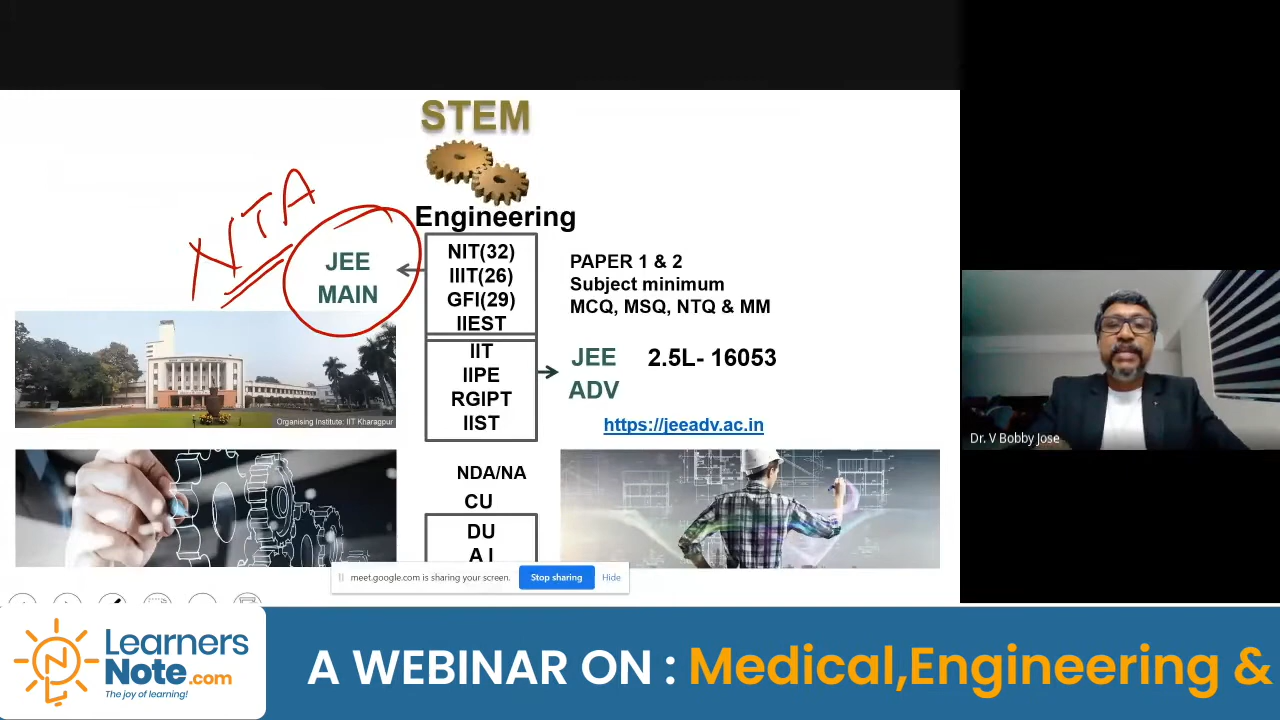 STEM
Engineering
NTA
JEE
MAIN
NIT(32)
IIIT(26)
GFI(29)
IIEST
PAPER 1 & 2
Subject minimum
MCQ, MSQ, NTQ & MM
IIT
IIPE
RGIPT
IIST
JEE 2.5L- 16053
ADV
https://jeeadv.ac.in
Organising Institute: IIT Kharagpur
Dr. V Bobby Jose
NDA/NA
CU
DU
A I
meet.google.com is sharing your screen. Stop sharing Hide
Learners
Note.com
The joy of learning!
A WEBINAR ON : Medical,Engineering &